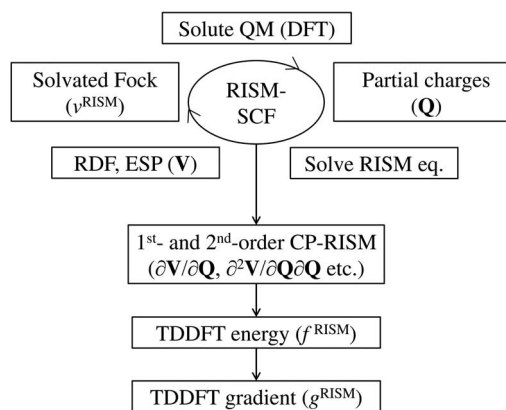 Solute QM (DFT)
Solvated Fock
(v^RISM)
RISM-
SCF
Partial charges
(Q)
RDF, ESP (V)
Solve RISM eq.
1st- and 2nd-order CP-RISM
(∂V/∂Q, ∂²V/∂Q∂Q etc.)
TDDFT energy (f^RISM)
TDDFT gradient (g^RISM)